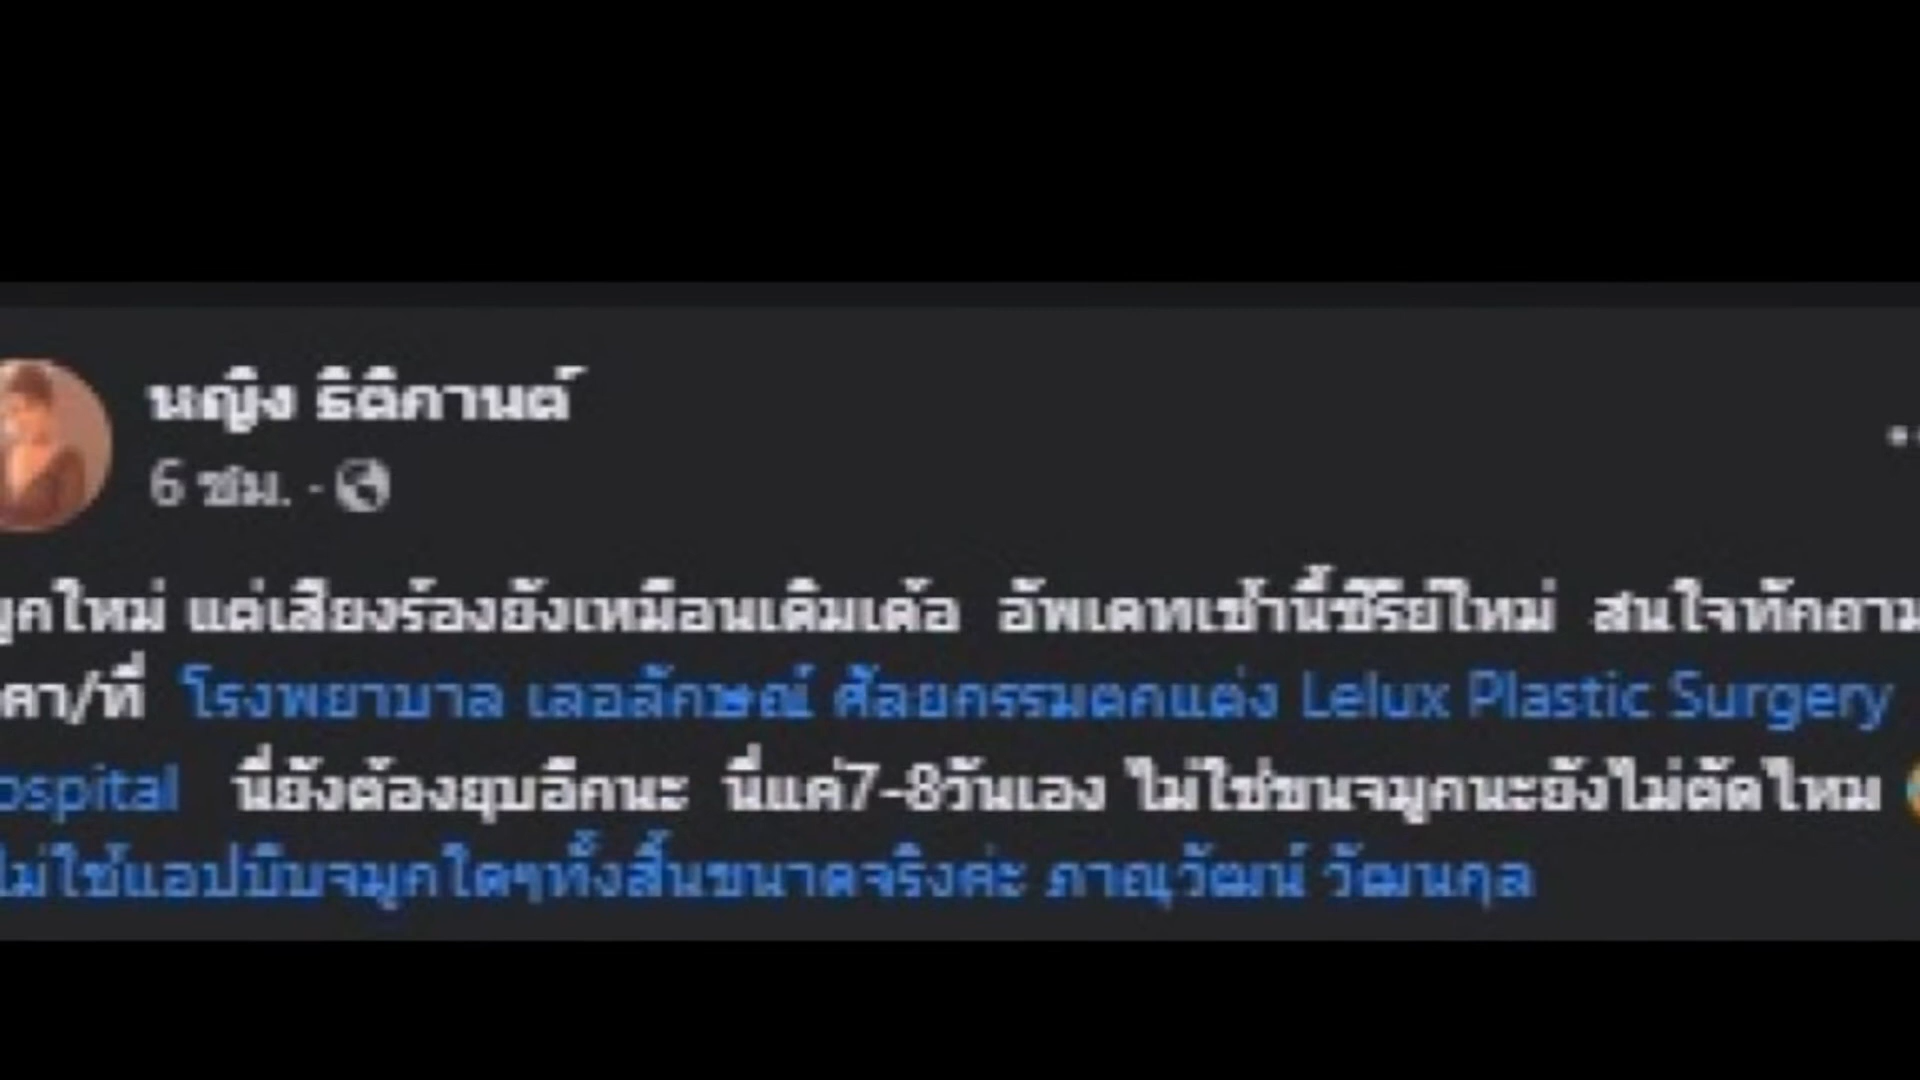 หญิง ธิติกานต์
6 ชม. ·
มูกใหม่ แต่เสียงร้องยังเหมือนเดิมเด้อ อัพเดทเช้านี้ซิริย์ใหม่ สนใจทักถาม
คา/ที่ โรงพยาบาล เลอลักษณ์ ศัลยกรรมตกแต่ง Lelux Plastic Surgery
ospital นี่ยังต้องยุบอีกนะ นี่แค่7-8วันเอง ไม่ใช่ขนจมูกนะยังไม่ตัดไหม
ไม่ใช้แอปบีบจมูกใดๆทั้งสิ้นขนาดจริงค่ะ ภาณุวัฒน์ วัฒนกุล